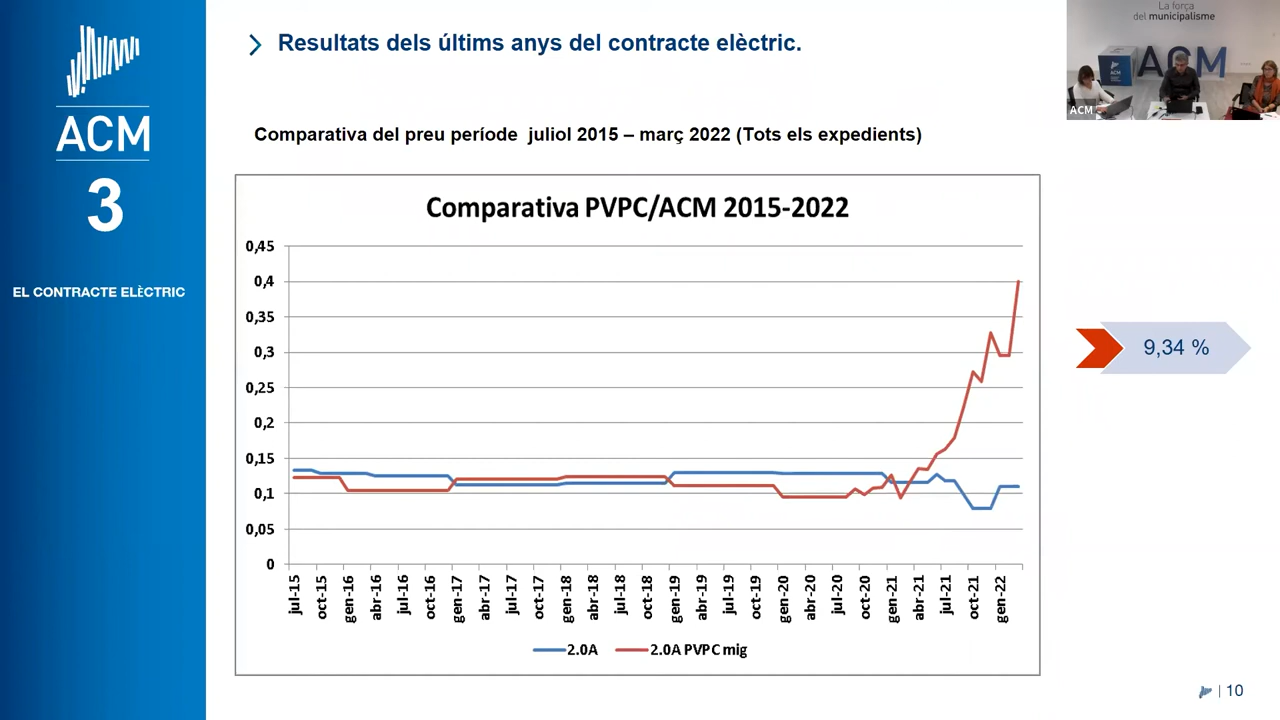 ACM
3
EL CONTRACTE ELÈCTRIC
Resultats dels últims anys del contracte elèctric.
Comparativa del preu període juliol 2015 – març 2022 (Tots els expedients)
Comparativa PVPC/ACM 2015-2022
0,45
0,4
0,35
0,3
0,25
0,2
0,15
0,1
0,05
0
jul-15
oct-15
gen-16
abr-16
jul-16
oct-16
gen-17
abr-17
jul-17
oct-17
gen-18
abr-18
jul-18
oct-18
gen-19
abr-19
jul-19
oct-19
gen-20
abr-20
jul-20
oct-20
gen-21
abr-21
jul-21
oct-21
gen-22
2.0A
2.0A PVPC mig
9,34 %
La força
del municipalisme
ACM
ACM
ACM
| 10